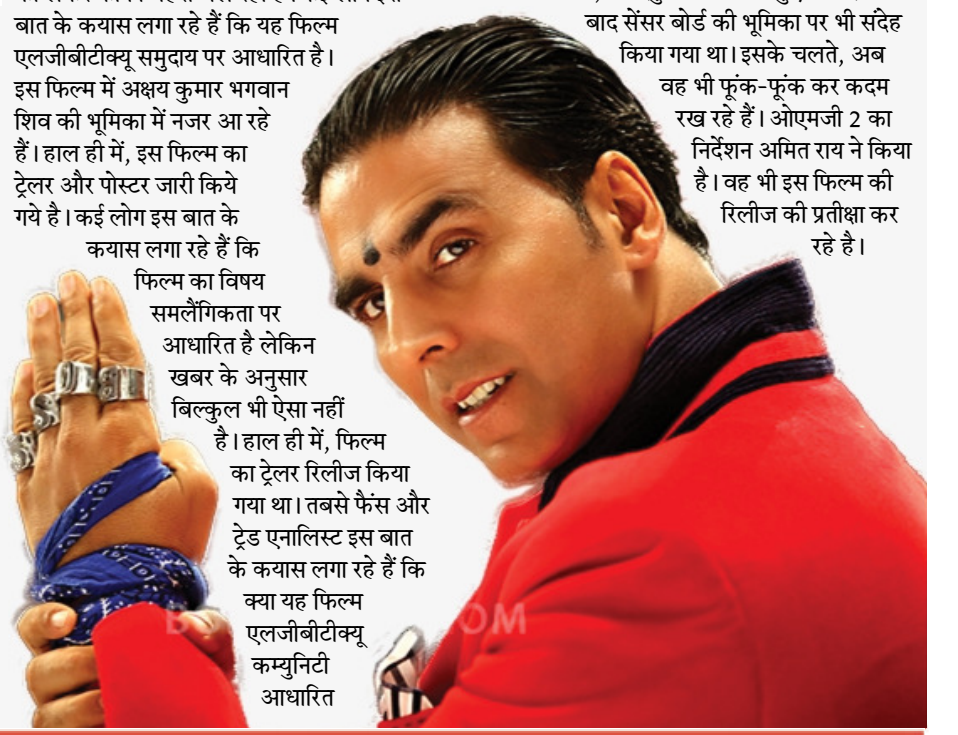 बात के कयास लगा रहे हैं कि यह फिल्म
एलजीबीटीक्यू समुदाय पर आधारित है।
इस फिल्म में अक्षय कुमार भगवान
शिव की भूमिका में नजर आ रहे
हैं। हाल ही में, इस फिल्म का
ट्रेलर और पोस्टर जारी किये
गये है। कई लोग इस बात के
कयास लगा रहे हैं कि
फिल्म का विषय
समलैंगिकता पर
आधारित है लेकिन
खबर के अनुसार
बिल्कुल भी ऐसा नहीं
है। हाल ही में, फिल्म
का ट्रेलर रिलीज किया
गया था। तबसे फैंस और
ट्रेड एनालिस्ट इस बात
के कयास लगा रहे हैं कि
क्या यह फिल्म
एलजीबीटीक्यू
कम्युनिटी
आधारित
बाद सेंसर बोर्ड की भूमिका पर भी संदेह
किया गया था। इसके चलते, अब
वह भी फूंक-फूंक कर कदम
रख रहे हैं। ओएमजी 2 का
निर्देशन अमित राय ने किया
है। वह भी इस फिल्म की
रिलीज की प्रतीक्षा कर
रहे है।